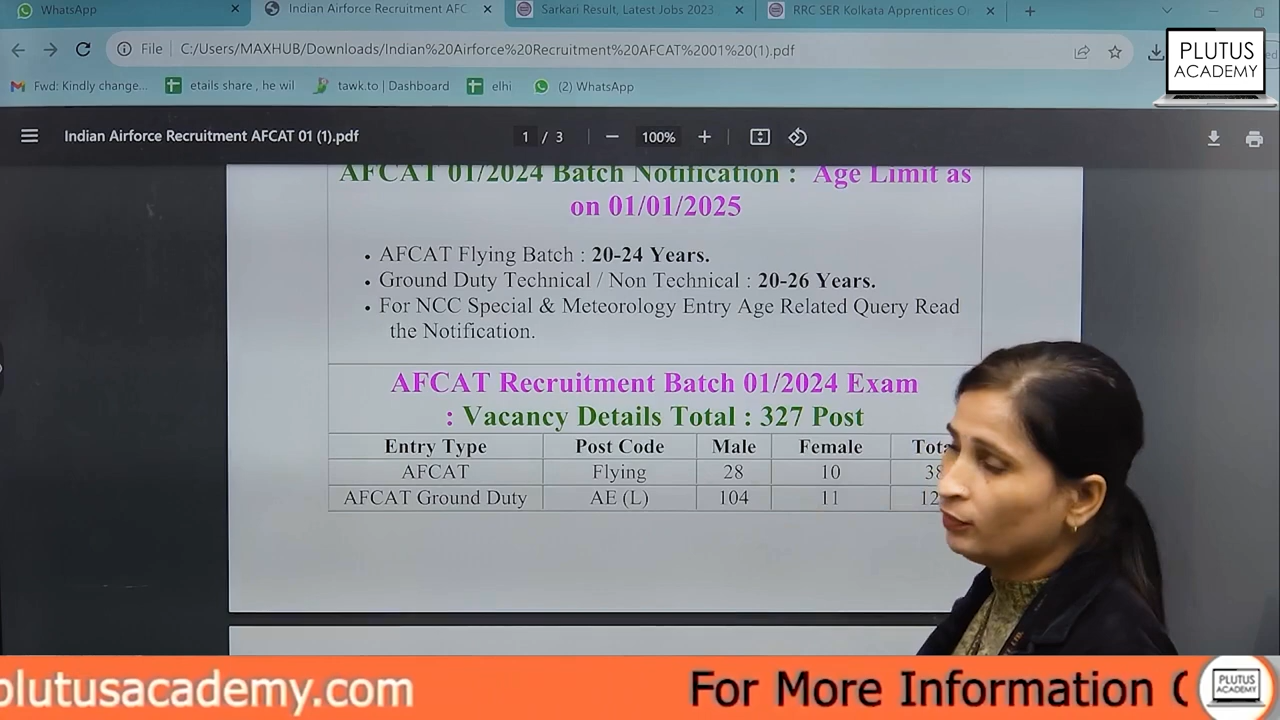 WhatsApp
Indian Airforce Recruitment AFC
Sarkari Result, Latest Jobs 2023
RRC SER Kolkata Apprentices O
File
C:/Users/MAXHUB/Downloads/Indian%20Airforce%20Recruitment%20AFCAT%2001%20(1).pdf
PLUTUS
ACADEMY
Fwd: Kindly change...
etails share , he wil
tawk.to | Dashboard
elhi
(2) WhatsApp
Indian Airforce Recruitment AFCAT 01 (1).pdf
1 / 3
100%
AFCAT 01/2024 Batch Notification : Age Limit as
on 01/01/2025
• AFCAT Flying Batch : 20-24 Years.
• Ground Duty Technical / Non Technical : 20-26 Years.
• For NCC Special & Meteorology Entry Age Related Query Read
the Notification.
AFCAT Recruitment Batch 01/2024 Exam
: Vacancy Details Total : 327 Post
Entry Type Post Code Male Female Tota
AFCAT Flying 28 10 38
AFCAT Ground Duty AE (L) 104 11 12
plutusacademy.com
For More Information C
PLUTUS
ACADEMY